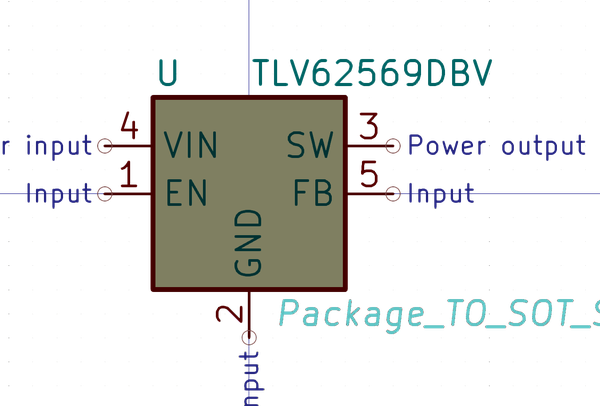 U TLV62569DBV
r input 4 VIN SW 3 Power output
Input 1 EN FB 5 Input
GND
2
Package_TO_SOT_S
nput